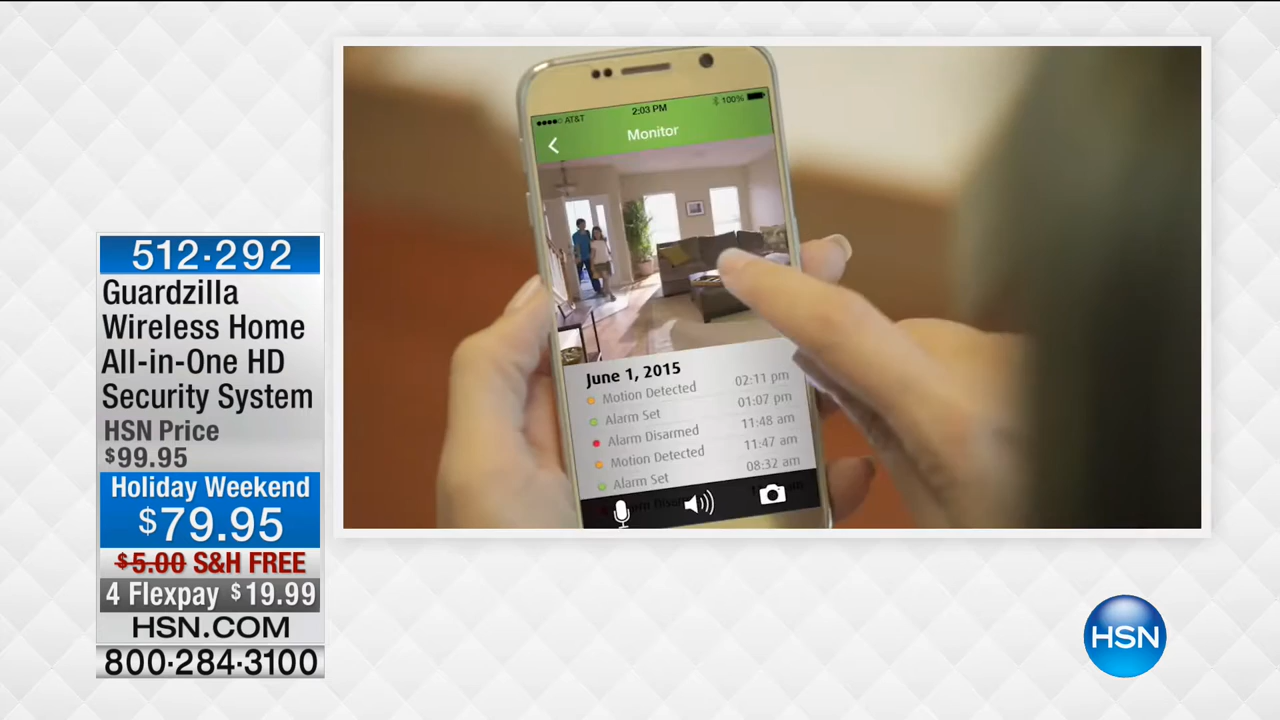 512-292
Guardzilla
Wireless Home
All-in-One HD
Security System
HSN Price
$99.95
Holiday Weekend
$79.95
$5.00 S&H FREE
4 Flexpay $19.99
HSN.COM
800-284-3100
AT&T 2:03 PM 100%
Monitor
June 1, 2015
Motion Detected 02:11 pm
Alarm Set 01:07 pm
Alarm Disarmed 11:48 am
Motion Detected 11:47 am
Alarm Set 08:32 am
HSN